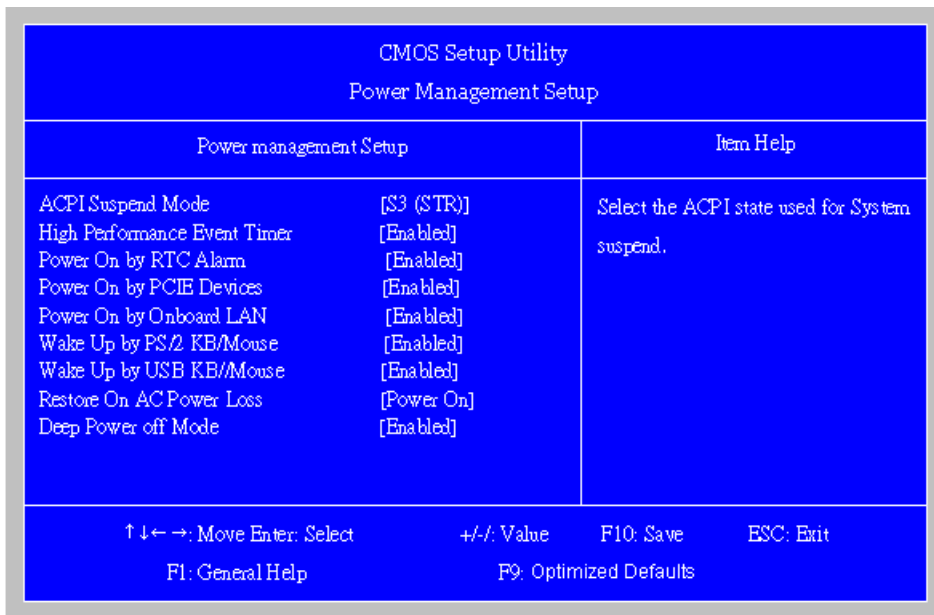 CMOS Setup Utility
Power Management Setup
Power management Setup
Item Help
ACPI Suspend Mode [S3 (STR)]
High Performance Event Timer [Enabled]
Power On by RTC Alarm [Enabled]
Power On by PCIE Devices [Enabled]
Power On by Onboard LAN [Enabled]
Wake Up by PS/2 KB/Mouse [Enabled]
Wake Up by USB KB//Mouse [Enabled]
Restore On AC Power Loss [Power On]
Deep Power off Mode [Enabled]
Select the ACPI state used for System
suspend.
↑↓←→: Move Enter: Select +/-/: Value F10: Save ESC: Exit
F1: General Help F9: Optimized Defaults